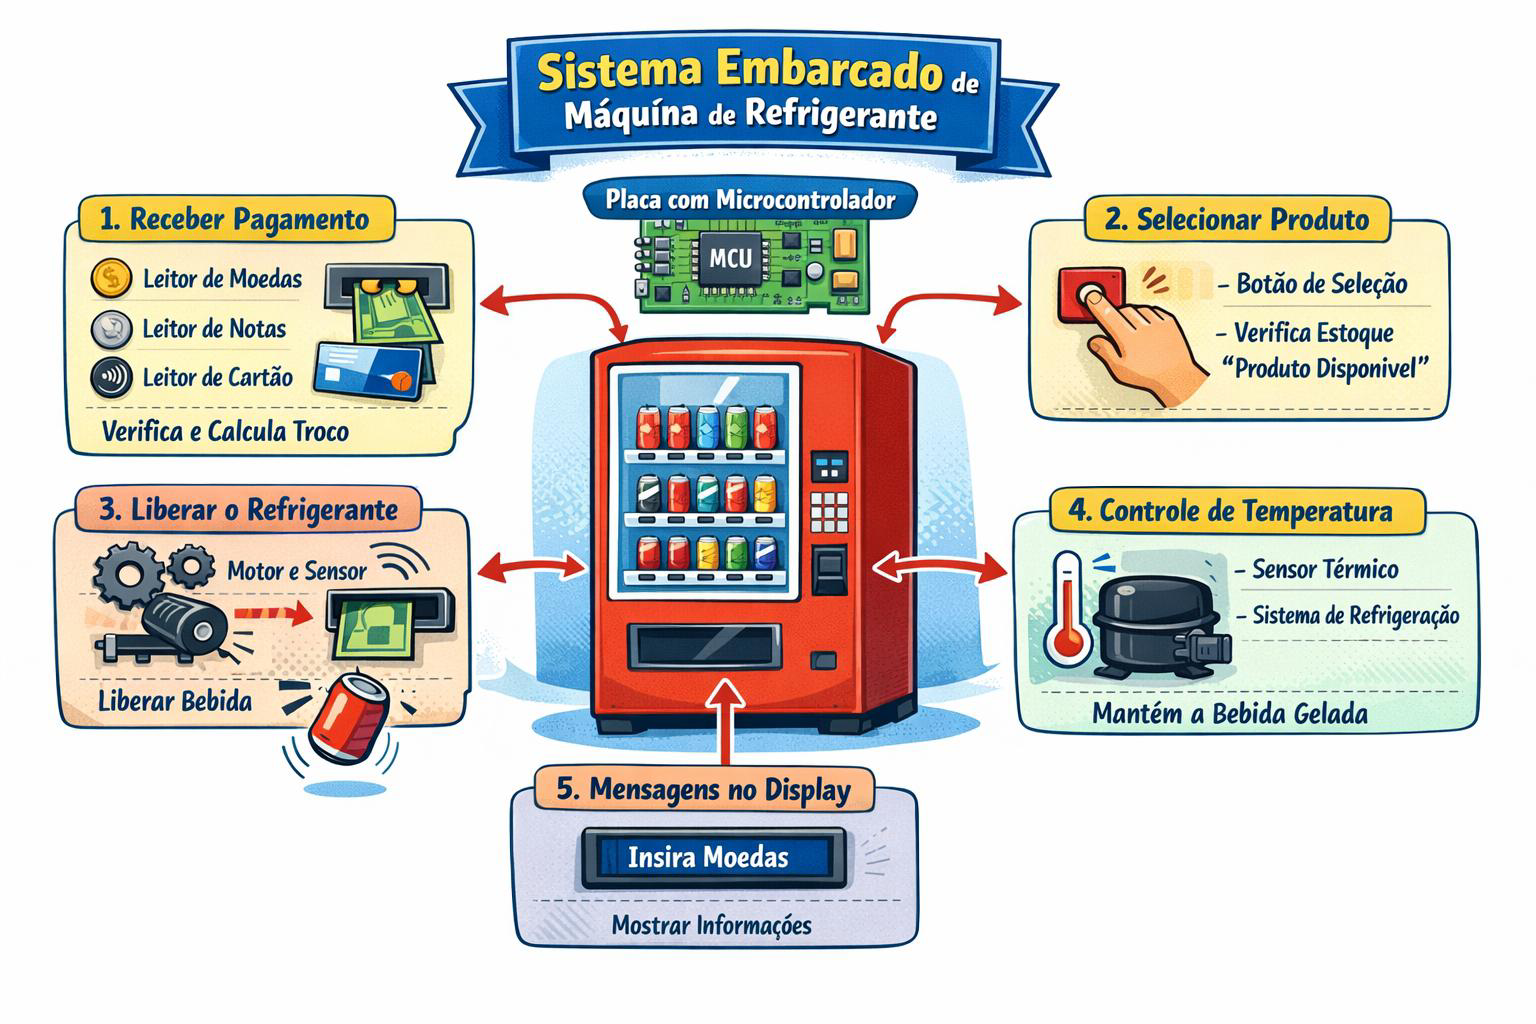 Sistema Embarcado de
Máquína de Refrigerante
Placa com Microcontrolador
MCU
1. Receber Pagamento
Leitor de Moedas
Leitor de Notas
Leitor de Cartão
Verifica e Calcula Troco
2. Selecionar Produto
- Botão de Seleção
- Verifica Estoque
“Produto Disponivel”
3. Liberar o Refrigerante
Motor e Sensor
Liberar Bebida
4. Controle de Temperatura
- Sensor Térmico
- Sistema de Refrigeração
Mantém a Bebida Gelada
5. Mensagens no Display
Insira Moedas
Mostrar Informações